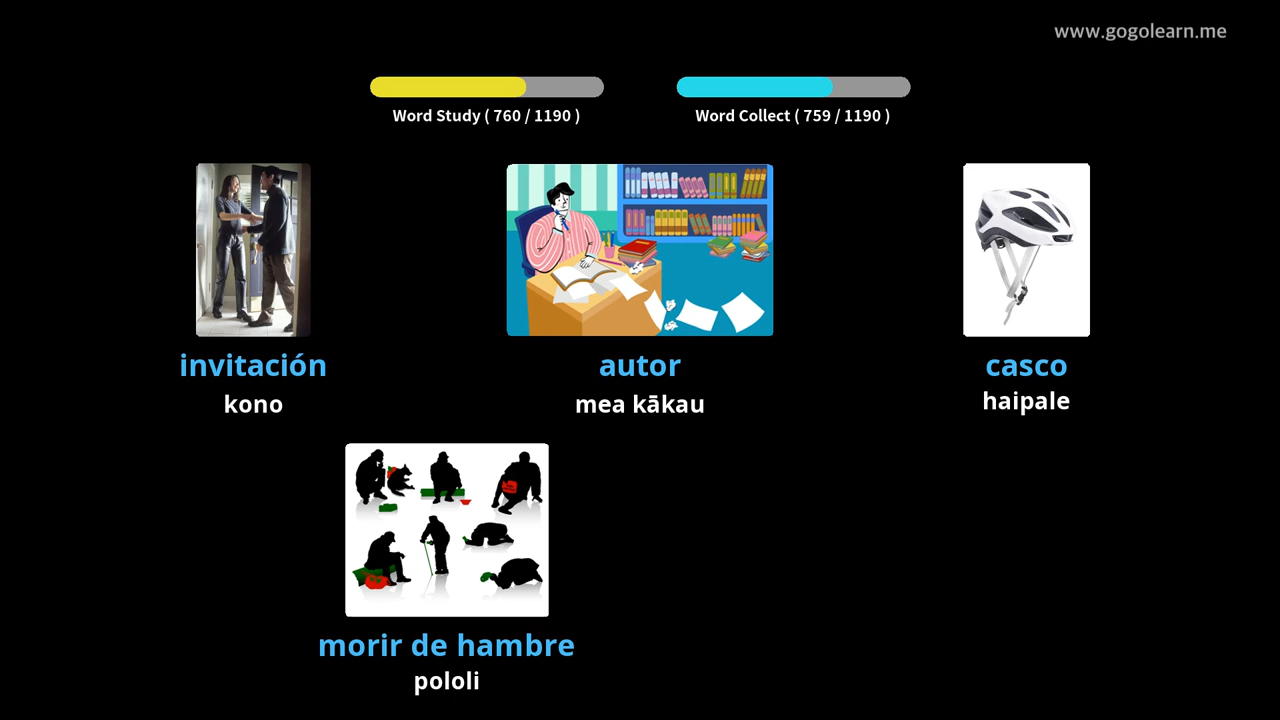 www.gogolearn.me
Word Study ( 760 / 1190 )
Word Collect ( 759 / 1190 )
invitación
kono
autor
mea kākau
casco
haipale
morir de hambre
pololi